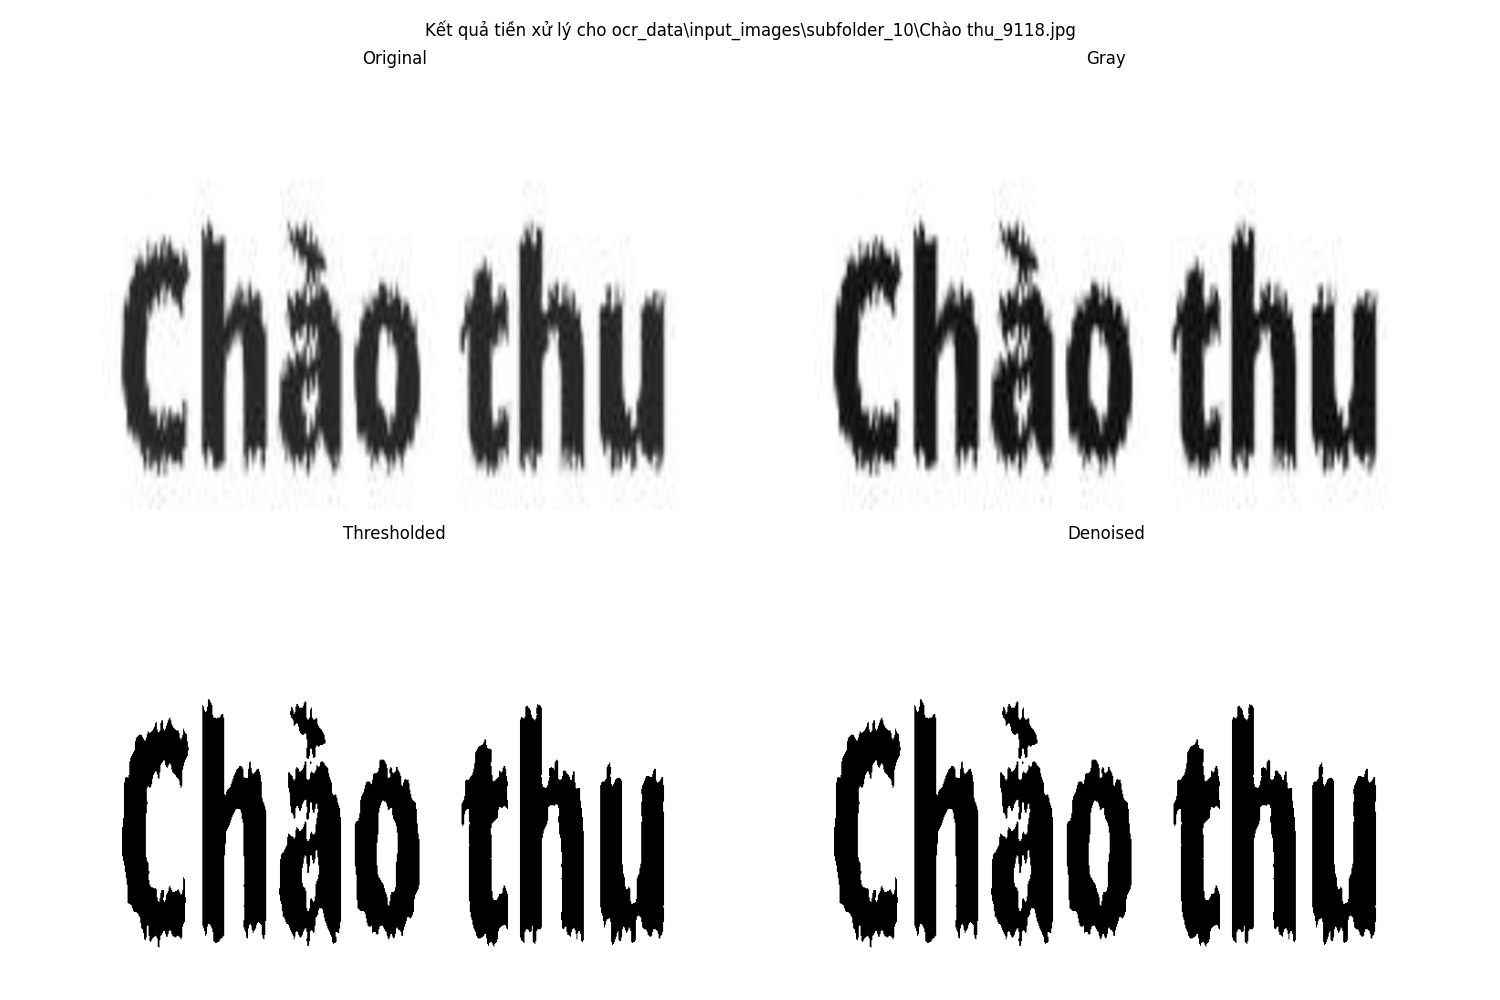 Kết quả tiền xử lý cho ocr_data\input_images\subfolder_10\Chào thu_9118.jpg
Original
Gray
Chào thu
Chào thu
Thresholded
Denoised
Chào thu
Chào thu